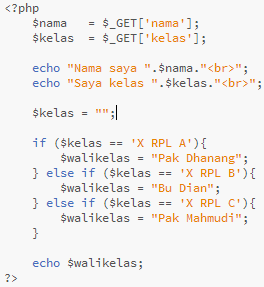 <?php
    $nama   = $_GET['nama'];
    $kelas  = $_GET['kelas'];

    echo "Nama saya ".$nama."<br>";
    echo "Saya kelas ".$kelas."<br>";

    $kelas = "";

    if ($kelas == 'X RPL A'){
        $walikelas = "Pak Dhanang";
    } else if ($kelas == 'X RPL B'){
        $walikelas = "Bu Dian";
    } else if ($kelas == 'X RPL C'){
        $walikelas = "Pak Mahmudi";
    }

    echo $walikelas;
?>